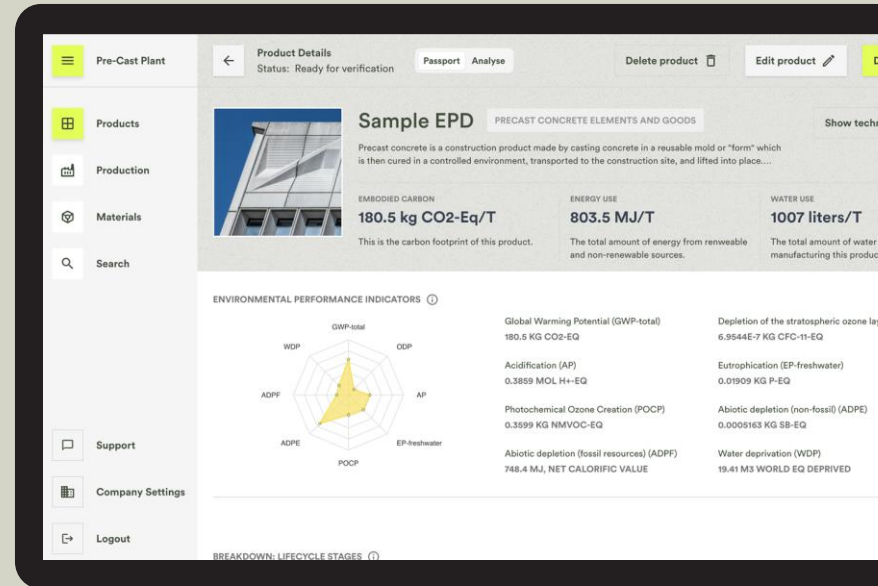 Pre-Cast Plant
Product Details
Status: Ready for verification
Passport Analyse
Delete product
Edit product
Products
Production
Materials
Search
Support
Company Settings
Logout
Sample EPD
PRECAST CONCRETE ELEMENTS AND GOODS
Show techn
Precast concrete is a construction product made by casting concrete in a reusable mold or "form" which
is then cured in a controlled environment, transported to the construction site, and lifted into place....
EMBODIED CARBON
180.5 kg CO2-Eq/T
This is the carbon footprint of this product.
ENERGY USE
803.5 MJ/T
The total amount of energy from renweable
and non-renewable sources.
WATER USE
1007 liters/T
The total amount of water
manufacturing this produc
ENVIRONMENTAL PERFORMANCE INDICATORS
GWP-total
ODP
AP
EP-freshwater
POCP
ADPE
ADPF
WDP
Global Warming Potential (GWP-total)
180.5 KG CO2-EQ
Depletion of the stratospheric ozone lay
6.9544E-7 KG CFC-11-EQ
Acidification (AP)
0.3859 MOL H+-EQ
Eutrophication (EP-freshwater)
0.01909 KG P-EQ
Photochemical Ozone Creation (POCP)
0.3599 KG NMVOC-EQ
Abiotic depletion (non-fossil) (ADPE)
0.0005163 KG SB-EQ
Abiotic depletion (fossil resources) (ADPF)
748.4 MJ, NET CALORIFIC VALUE
Water deprivation (WDP)
19.41 M3 WORLD EQ DEPRIVED
BREAKDOWN: LIFECYCLE STAGES